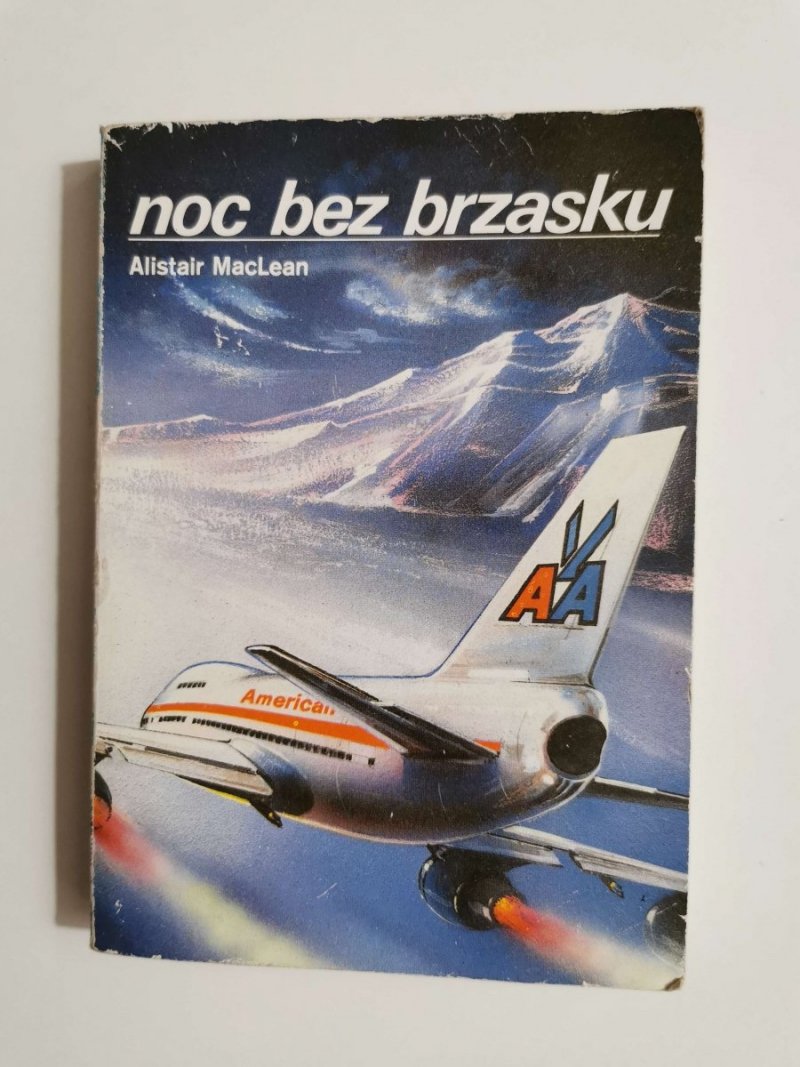 noc bez brzasku
Alistair MacLean
AA
American